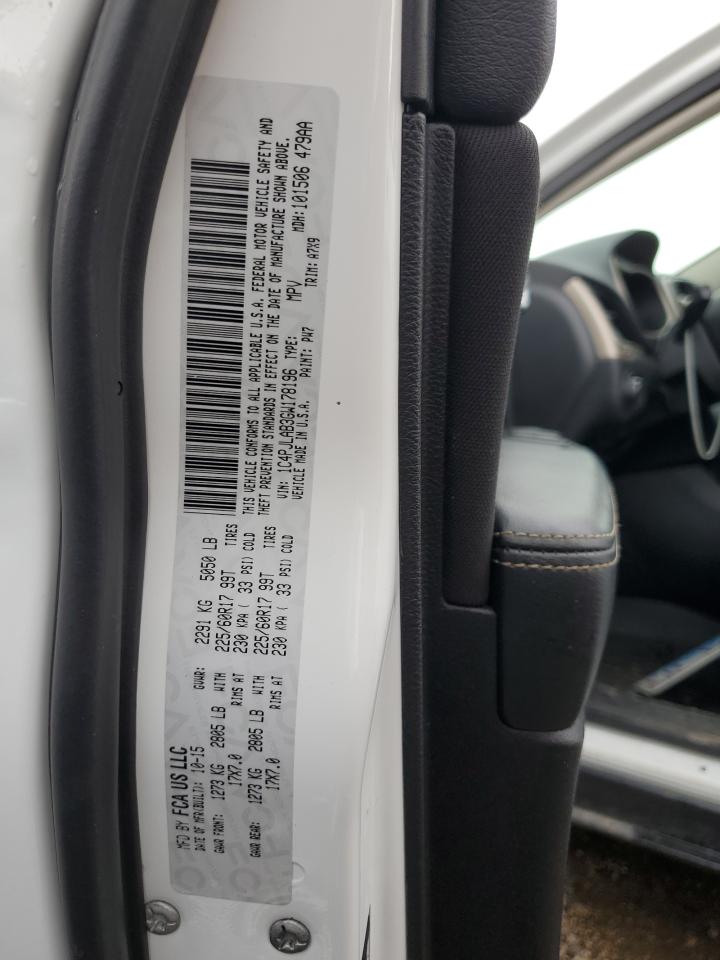 MFD BY FCA US LLC
DATE OF MFR(BUILT): 10-15
GVWR: 2291 KG 5050 LB
GAWR FRONT: 1273 KG 2805 LB WITH 225/60R17 99T TIRES
17X7.0 RIMS AT 230 KPA ( 33 PSI) COLD
GAWR REAR: 1273 KG 2805 LB WITH 225/60R17 99T TIRES
17X7.0 RIMS AT 230 KPA ( 33 PSI) COLD
THIS VEHICLE CONFORMS TO ALL APPLICABLE U.S.A. FEDERAL MOTOR VEHICLE SAFETY AND
THEFT PREVENTION STANDARDS IN EFFECT ON THE DATE OF MANUFACTURE SHOWN ABOVE.
VIN: 1C4PJLAB3GW178196 TYPE: MPV MDH: 101506 479AA
VEHICLE MADE IN U.S.A. PAINT: PW7 TRIM: A7X9